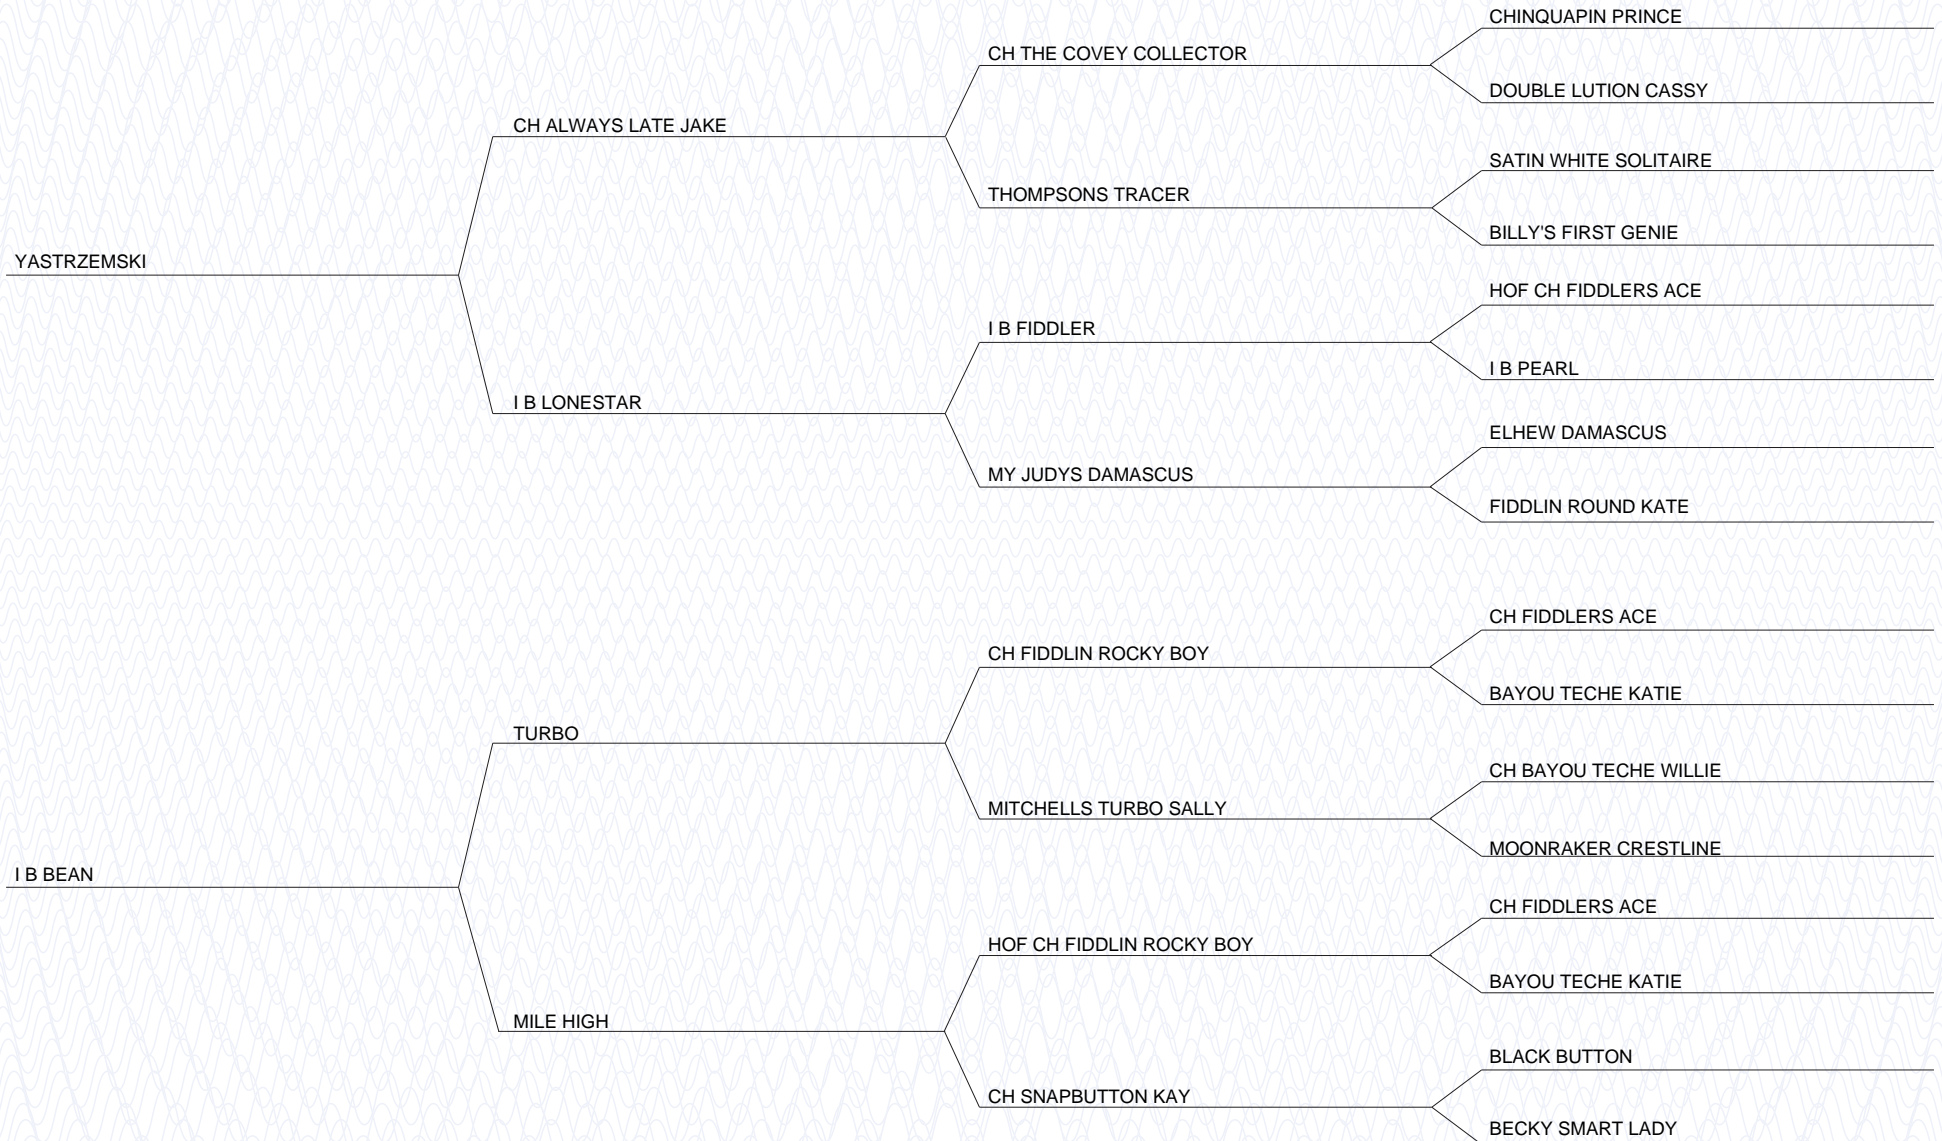 CHINQUAPIN PRINCE
CH THE COVEY COLLECTOR
DOUBLE LUTION CASSY
CH ALWAYS LATE JAKE
SATIN WHITE SOLITAIRE
THOMPSONS TRACER
BILLY'S FIRST GENIE
YASTRZEMSKI
HOF CH FIDDLERS ACE
I B FIDDLER
I B PEARL
I B LONESTAR
ELHEW DAMASCUS
MY JUDYS DAMASCUS
FIDDLIN ROUND KATE
CH FIDDLERS ACE
CH FIDDLIN ROCKY BOY
BAYOU TECHE KATIE
TURBO
CH BAYOU TECHE WILLIE
MITCHELLS TURBO SALLY
MOONRAKER CRESTLINE
I B BEAN
CH FIDDLERS ACE
HOF CH FIDDLIN ROCKY BOY
BAYOU TECHE KATIE
MILE HIGH
BLACK BUTTON
CH SNAPBUTTON KAY
BECKY SMART LADY